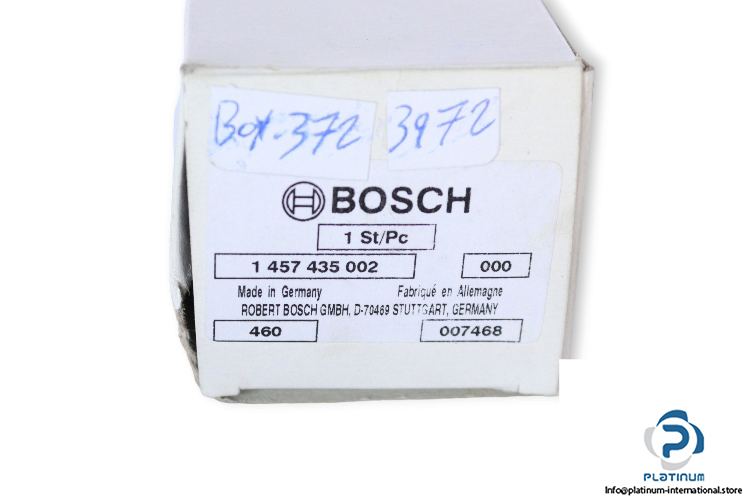 Box-372 3972
BOSCH
1 St/Pc
1 457 435 002 000
Made in Germany Fabriqué en Allemagne
ROBERT BOSCH GMBH, D-70469 STUTTGART, GERMANY
460 007468
PLATINUM
Info@platinum-international.store